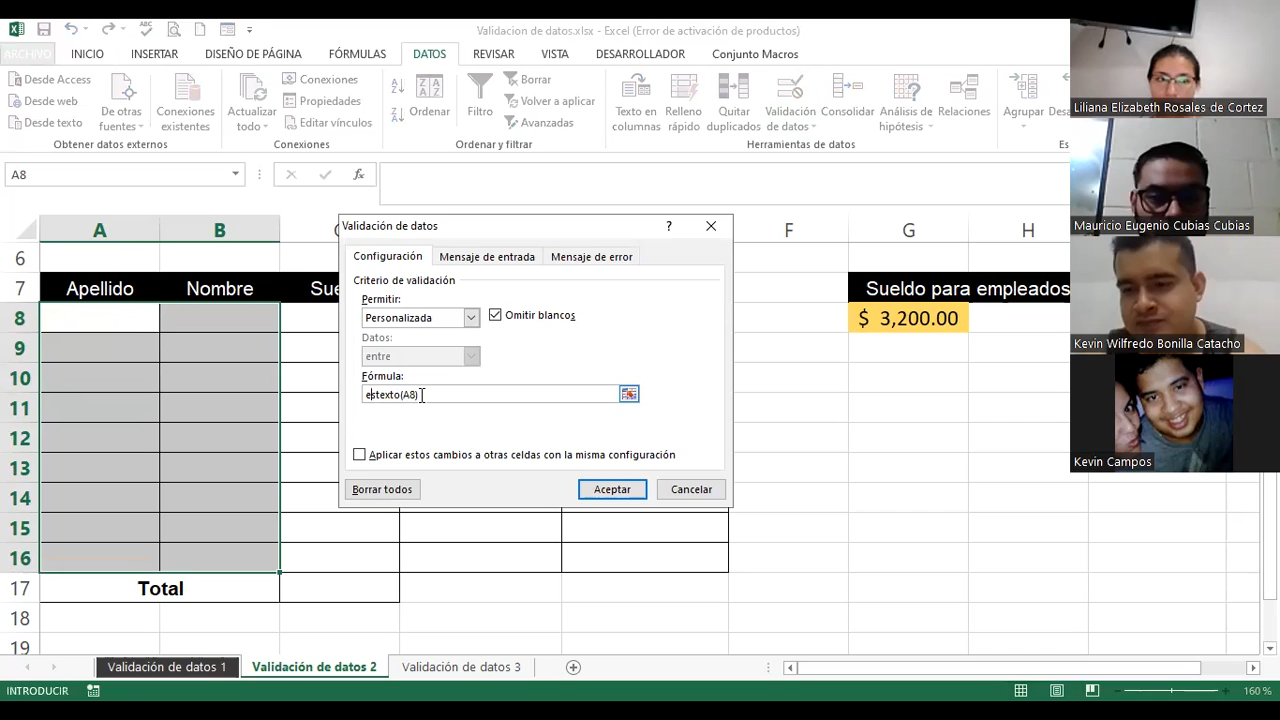 Validacion de datos.xlsx - Excel (Error de activación de productos)
ARCHIVO INICIO INSERTAR DISEÑO DE PÁGINA FÓRMULAS DATOS REVISAR VISTA DESARROLLADOR Conjunto Macros
Desde Access
Desde web
Desde texto
De otras fuentes
Conexiones existentes
Obtener datos externos
Actualizar todo
Conexiones
Propiedades
Editar vínculos
Conexiones
Ordenar
Filtro
Borrar
Volver a aplicar
Avanzadas
Ordenar y filtrar
Texto en columnas
Relleno rápido
Quitar duplicados
Validación de datos
Consolidar
Análisis de hipótesis
Relaciones
Herramientas de datos
Agrupar
Es
A8
fx
A B F G H
6
7 Apellido Nombre Sue Sueldo para empleados
8 $ 3,200.00
9
10
11
12
13
14
15
16
17 Total
18
19
Validación de datos ?
Configuración Mensaje de entrada Mensaje de error
Criterio de validación
Permitir:
Personalizada Omitir blancos
Datos:
entre
Fórmula:
estexto(A8)
Aplicar estos cambios a otras celdas con la misma configuración
Borrar todos Aceptar Cancelar
Validación de datos 1 Validación de datos 2 Validación de datos 3
INTRODUCIR 160 %
Liliana Elizabeth Rosales de Cortez
Mauricio Eugenio Cubias Cubias
Kevin Wilfredo Bonilla Catacho
Kevin Campos